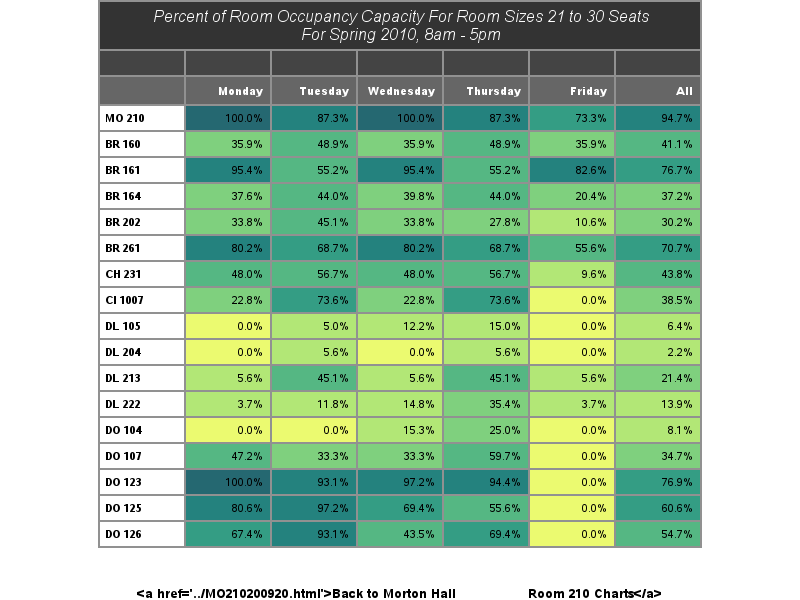 Percent of Room Occupancy Capacity For Room Sizes 21 to 30 Seats
For Spring 2010, 8am - 5pm
Monday Tuesday Wednesday Thursday Friday All
MO 210 100.0% 87.3% 100.0% 87.3% 73.3% 94.7%
BR 160 35.9% 48.9% 35.9% 48.9% 35.9% 41.1%
BR 161 95.4% 55.2% 95.4% 55.2% 82.6% 76.7%
BR 164 37.6% 44.0% 39.8% 44.0% 20.4% 37.2%
BR 202 33.8% 45.1% 33.8% 27.8% 10.6% 30.2%
BR 261 80.2% 68.7% 80.2% 68.7% 55.6% 70.7%
CH 231 48.0% 56.7% 48.0% 56.7% 9.6% 43.8%
CI 1007 22.8% 73.6% 22.8% 73.6% 0.0% 38.5%
DL 105 0.0% 5.0% 12.2% 15.0% 0.0% 6.4%
DL 204 0.0% 5.6% 0.0% 5.6% 0.0% 2.2%
DL 213 5.6% 45.1% 5.6% 45.1% 5.6% 21.4%
DL 222 3.7% 11.8% 14.8% 35.4% 3.7% 13.9%
DO 104 0.0% 0.0% 15.3% 25.0% 0.0% 8.1%
DO 107 47.2% 33.3% 33.3% 59.7% 0.0% 34.7%
DO 123 100.0% 93.1% 97.2% 94.4% 0.0% 76.9%
DO 125 80.6% 97.2% 69.4% 55.6% 0.0% 60.6%
DO 126 67.4% 93.1% 43.5% 69.4% 0.0% 54.7%
<a href='../MO210200920.html'>Back to Morton Hall Room 210 Charts</a>